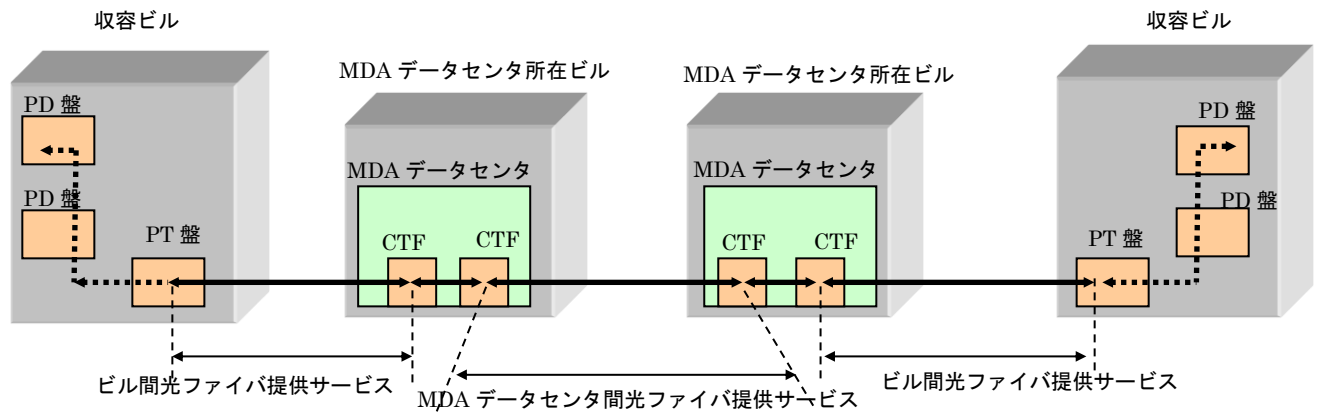 収容ビル
収容ビル
MDA データセンタ所在ビル
MDA データセンタ所在ビル
PD 盤
PD 盤
MDA データセンタ
MDA データセンタ
PD 盤
PD 盤
PT 盤
CTF
CTF
CTF
CTF
PT 盤
ビル間光ファイバ提供サービス
ビル間光ファイバ提供サービス
MDA データセンタ間光ファイバ提供サービス